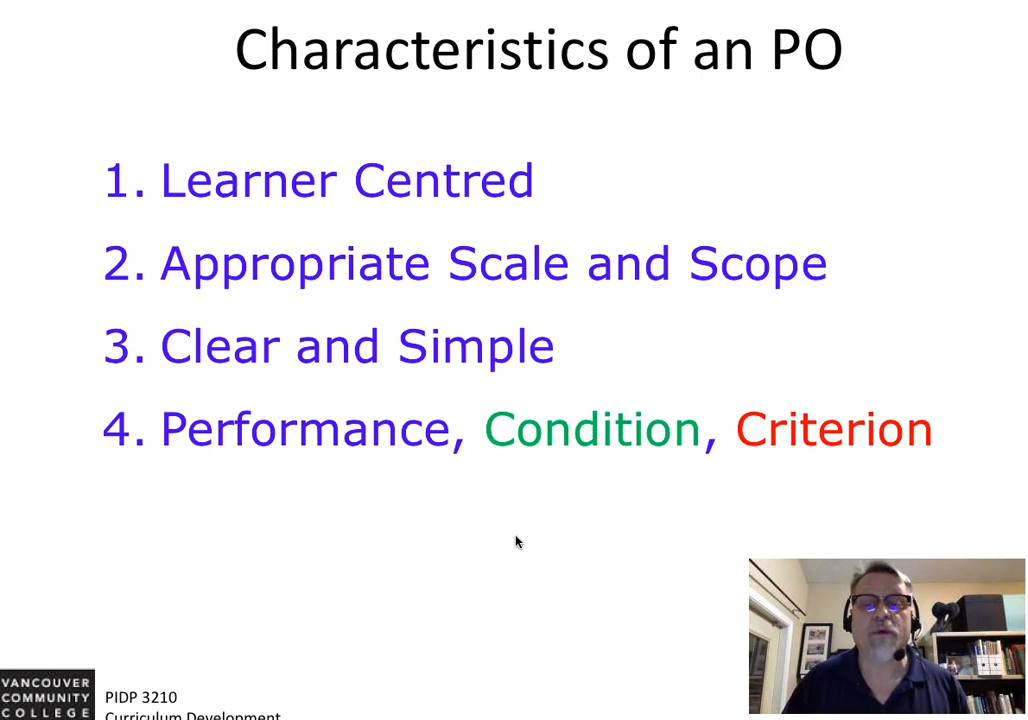 Characteristics of an PO
1. Learner Centred
2. Appropriate Scale and Scope
3. Clear and Simple
4. Performance, Condition, Criterion
VANCOUVER
COMMUNITY
COLLEGE
PIDP 3210
Curriculum Development